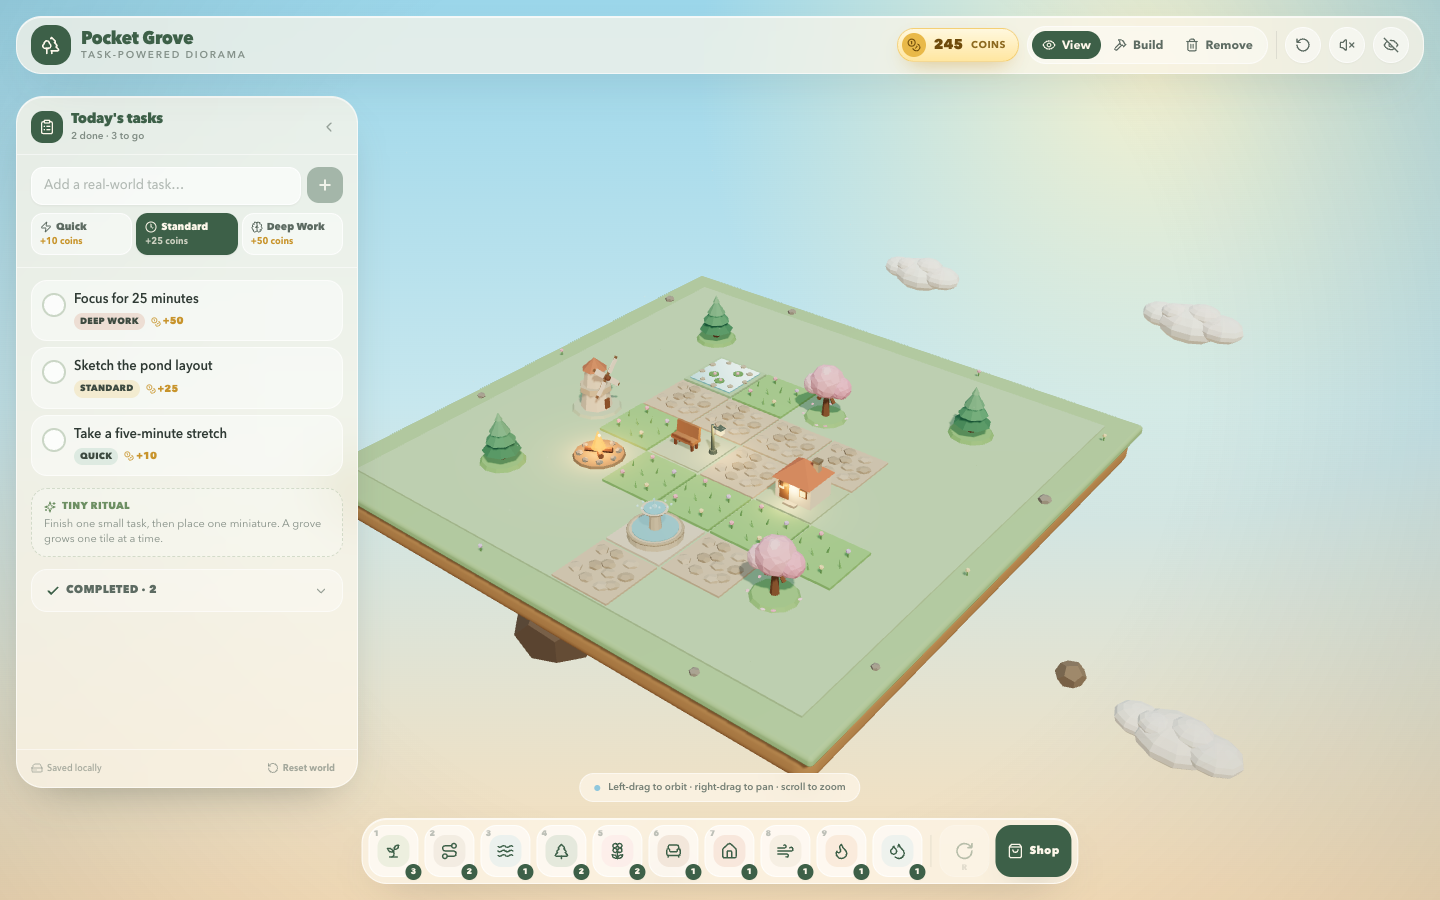 Pocket Grove
TASK-POWERED DIORAMA
245 COINS
View
Build
Remove
Today's tasks
2 done · 3 to go
Add a real-world task...
Quick
+10 coins
Standard
+25 coins
Deep Work
+50 coins
Focus for 25 minutes
DEEP WORK +50
Sketch the pond layout
STANDARD +25
Take a five-minute stretch
QUICK +10
TINY RITUAL
Finish one small task, then place one miniature. A grove
grows one tile at a time.
COMPLETED · 2
Saved locally
Reset world
Left-drag to orbit · right-drag to pan · scroll to zoom
1 2 3 4 5 6 7 8 9
3 2 1 2 2 1 1 1 1 1
R
Shop